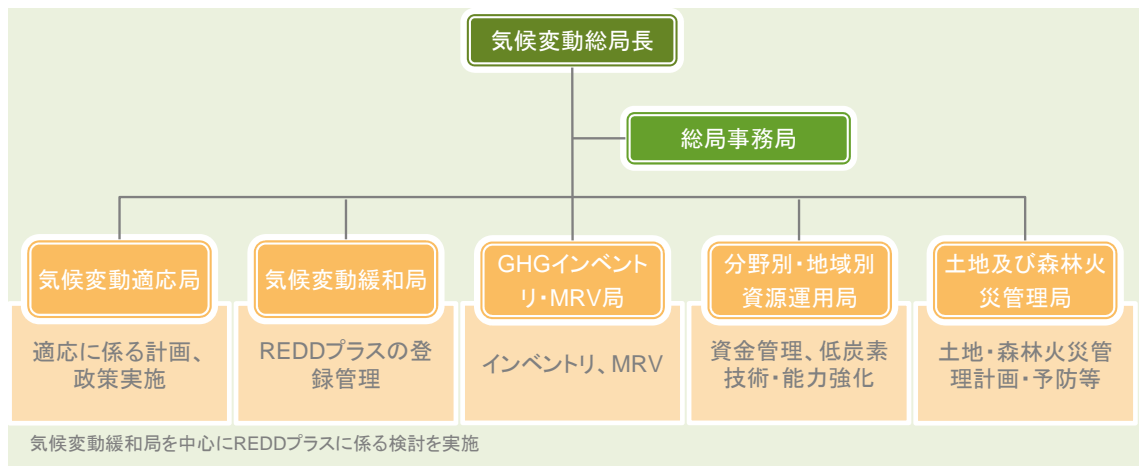 気候変動総局長
総局事務局
気候変動適応局
適応に係る計画、
政策実施
気候変動緩和局
REDDプラスの登
録管理
GHGインベント
リ・MRV局
インベントリ、MRV
分野別・地域別
資源運用局
資金管理、低炭素
技術・能力強化
土地及び森林火
災管理局
土地・森林火災管
理計画・予防等
気候変動緩和局を中心にREDDプラスに係る検討を実施